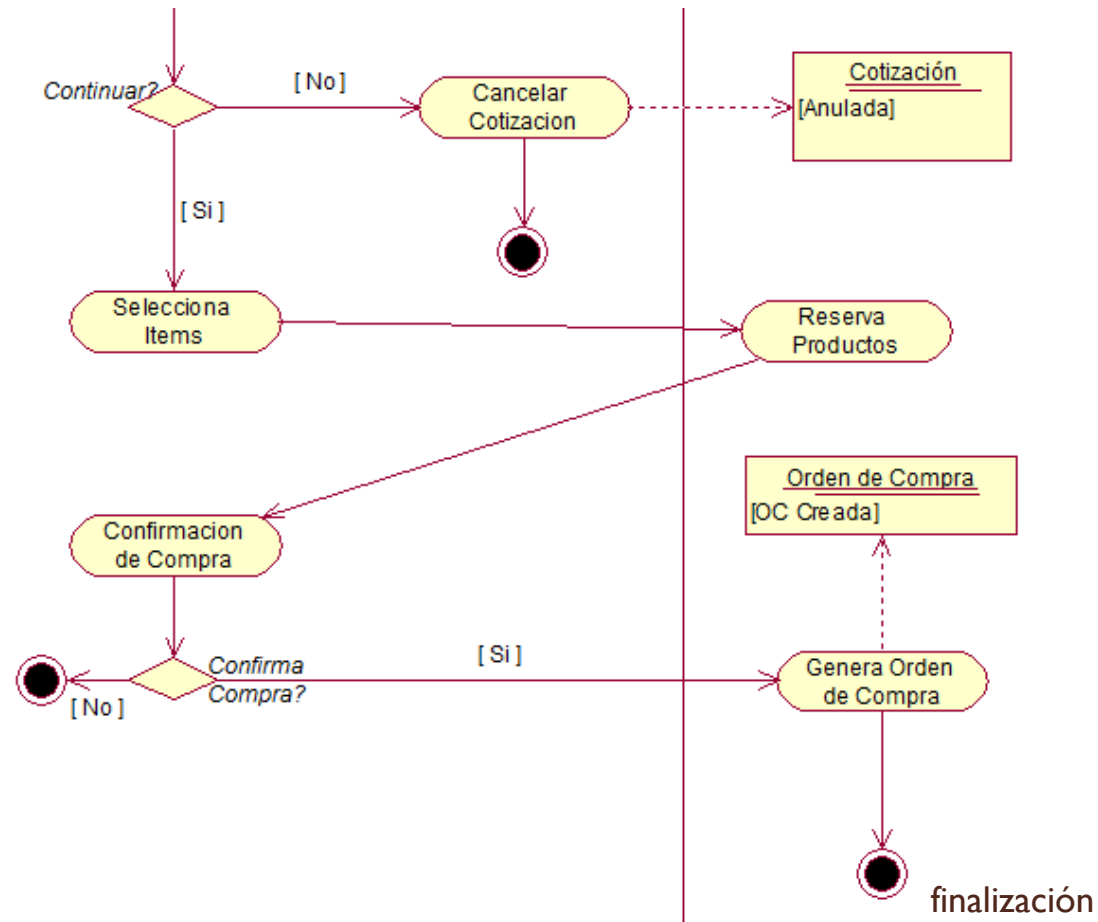 Continuar?
[ No ]
Cancelar
Cotizacion
Cotización
[Anulada]
[ Si ]
Selecciona
Items
Reserva
Productos
Orden de Compra
[OC Creada]
Confirmacion
de Compra
Confirma
Compra?
[ Si ]
[ No ]
Genera Orden
de Compra
finalización